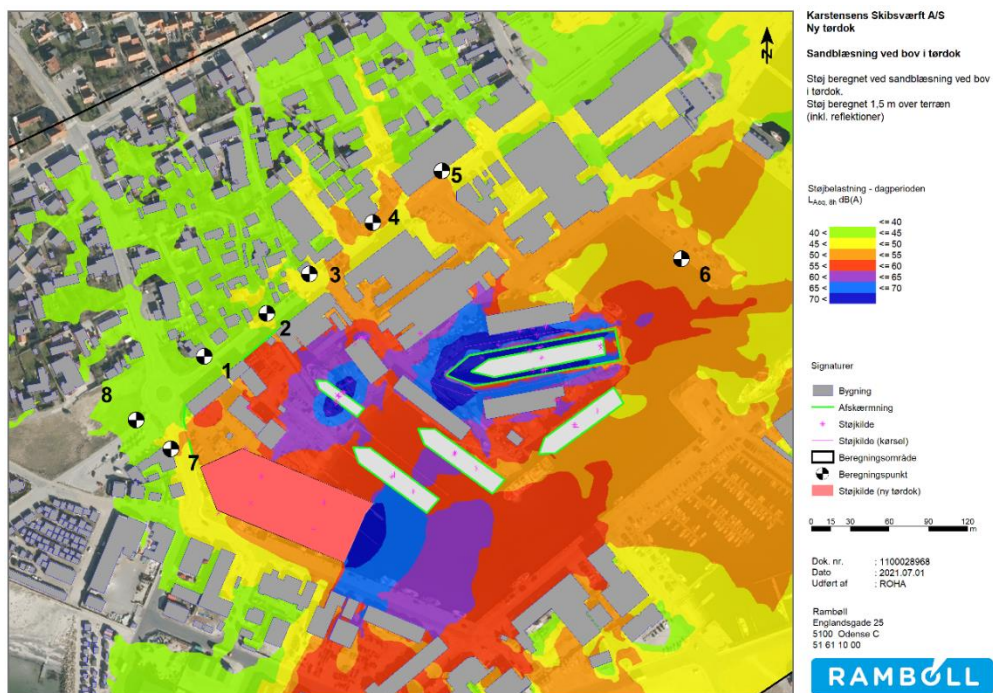 Karstensens Skibsværft A/S
Ny tørdok
Sandblæsning ved bov i tørdok
Støj beregnet ved sandblæsning ved bov
i tørdok.
Støj beregnet 1,5 m over terræn
(inkl. reflektioner)
N
Støjbelastning - dagperioden
LAeq, 8h dB(A)
<= 40
40 < <= 45
45 < <= 50
50 < <= 55
55 < <= 60
60 < <= 65
65 < <= 70
70 <
Signaturer
Bygning
Afskærmning
Støjkilde
Støjkilde (kørsel)
Beregningsområde
Beregningspunkt
Støjkilde (ny tørdok)
0 15 30 60 90 120
m
Dok. nr. : 1100028968
Dato : 2021.07.01
Udført af : ROHA
Rambøll
Englandsgade 25
5100 Odense C
51 61 10 00
RAMBOLL
5
4
6
3
2
1
8
7